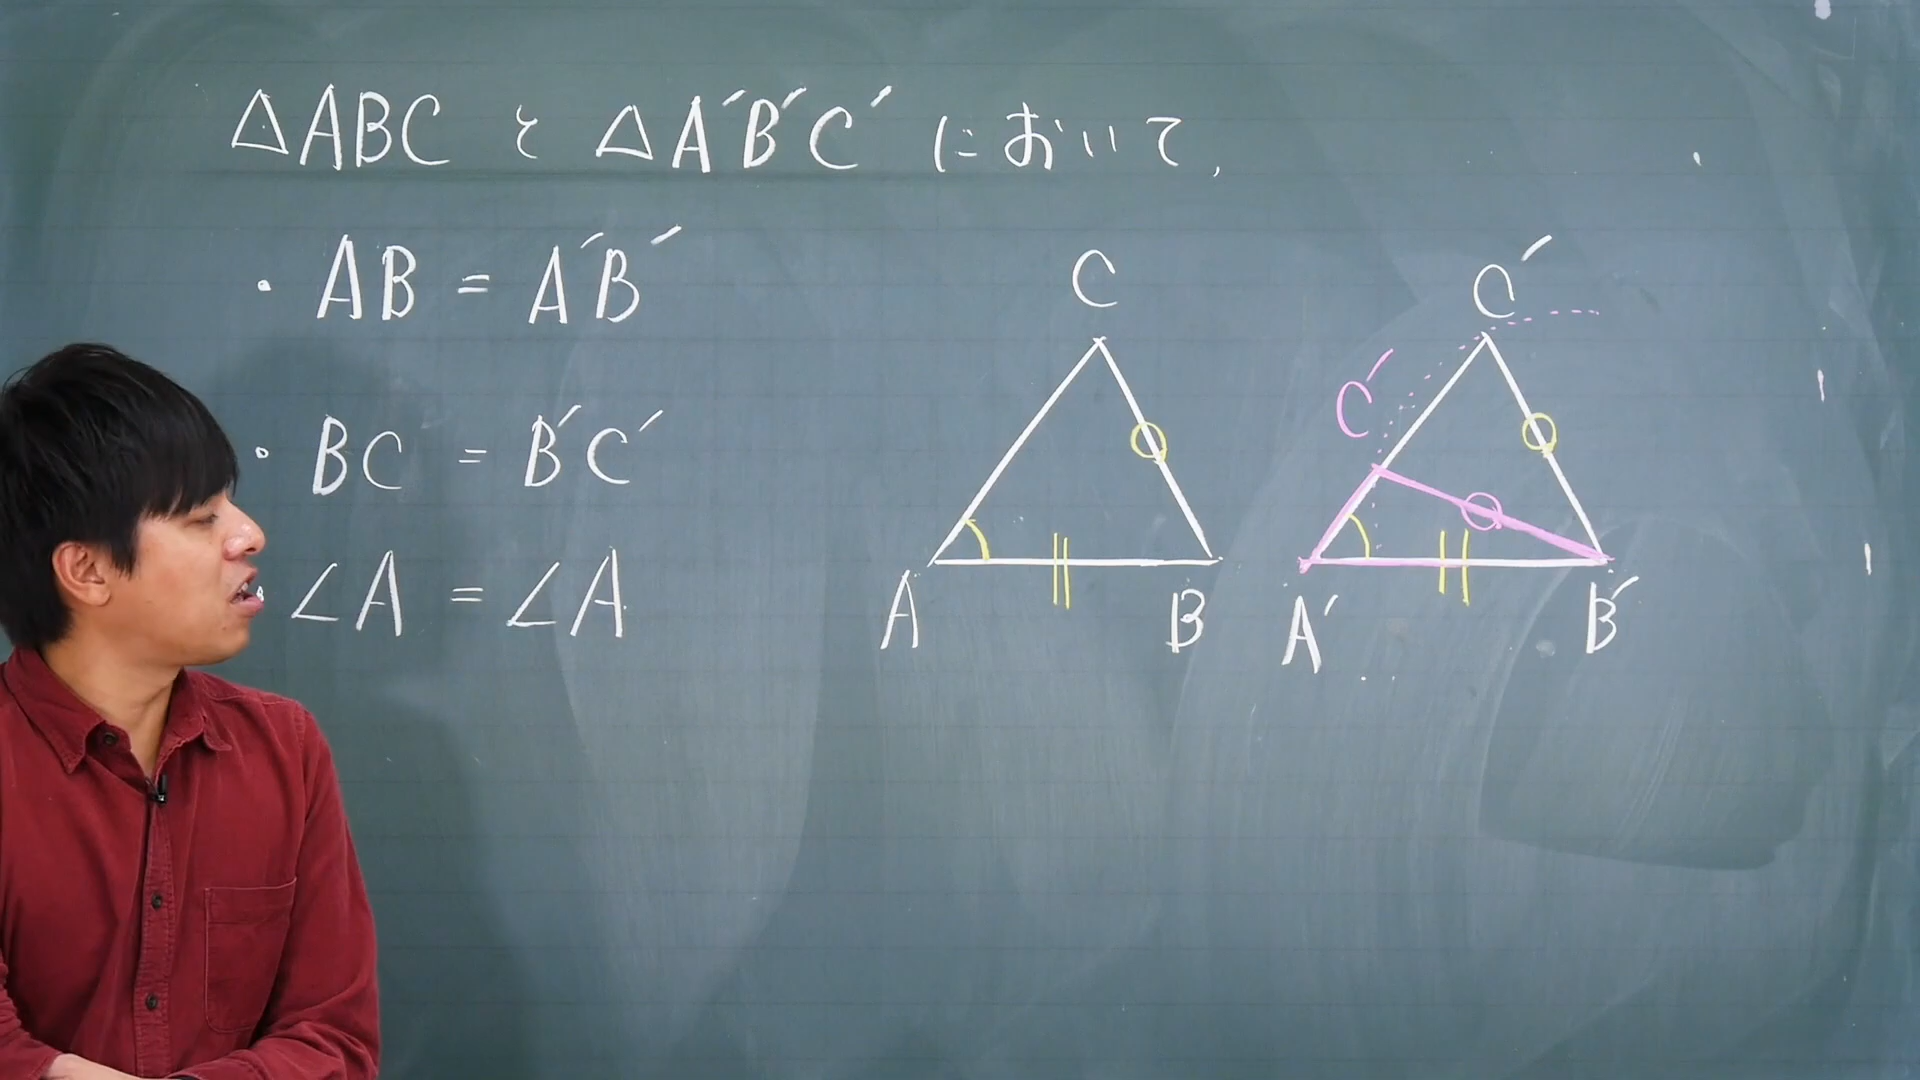 △ABC と △A′B′C′ において,
・ AB = A′B′
・ BC = B′C′
・ ∠A = ∠A
C
C′
C′
A
B
A′
B′